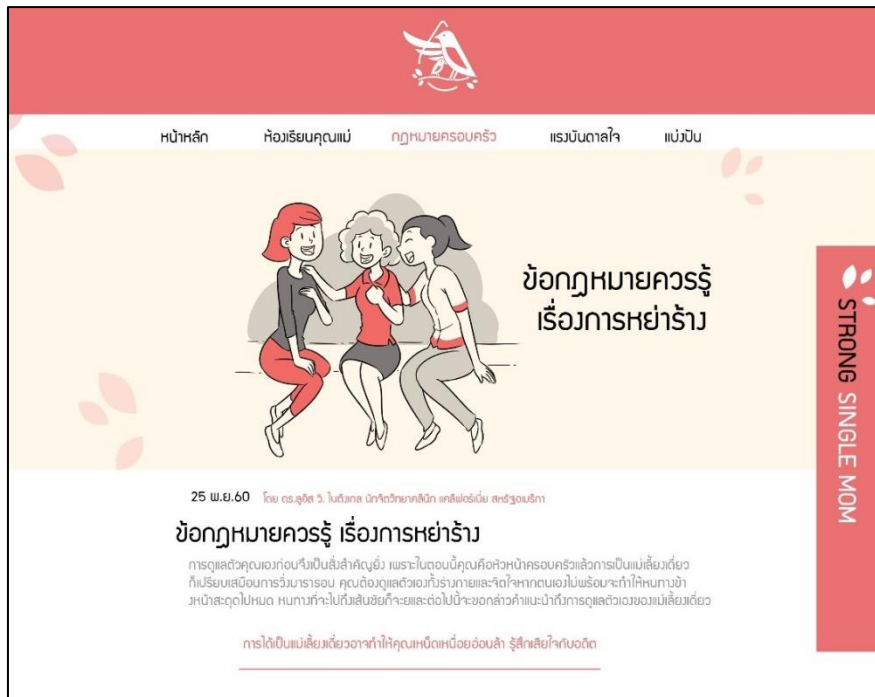 หน้าหลัก ห้องเรียนคุณแม่ กฎหมายครอบครัว แรงบันดาลใจ แบ่งปัน
ข้อกฎหมายควรรู้
เรื่องการหย่าร้าง
STRONG SINGLE MOM
25 พ.ย.60 โดย ดร.ลูอิส วิ. ไนติงเกล นักจิตวิทยาคลินิก แคลิฟอร์เนีย สหรัฐอเมริกา
ข้อกฎหมายควรรู้ เรื่องการหย่าร้าง
การดูแลตัวคุณเองก่อนจึงเป็นสิ่งสำคัญยิ่ง เพราะในตอนนี้คุณคือหัวหน้าครอบครัวแล้วการเป็นแม่เลี้ยงเดี่ยว
ก็เปรียบเสมือนการวิ่งมาราธอน คุณต้องดูแลตัวเองทั้งร่างกายและจิตใจหากตนเองไม่พร้อมจะทำให้หนทางข้า
งหน้าสะดุดไปหมด หนทางที่จะไปถึงเส้นชัยก็จะยและต่อไปนี้จะขอกล่าวคำแนะนำถึงการดูแลตัวเองของแม่เลี้ยงเดี่ยว
การได้เป็นแม่เลี้ยงเดี่ยวอาจทำให้คุณเหน็ดเหนื่อยอ่อนล้า รู้สึกเสียใจกับอดีต